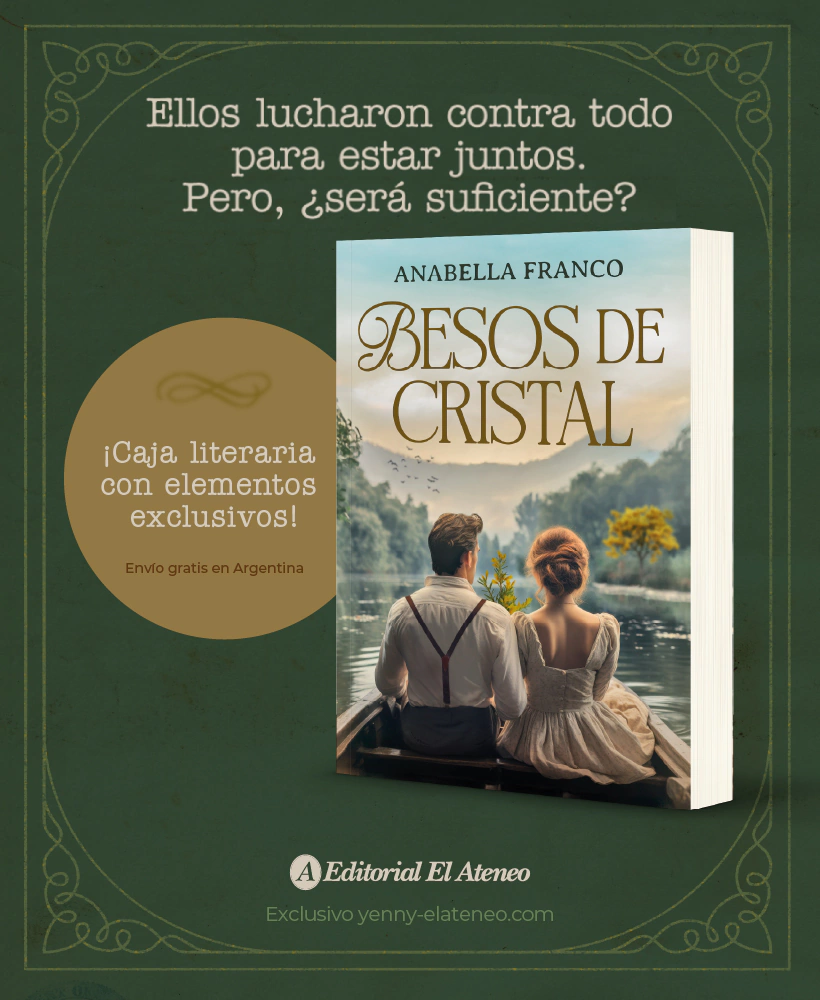 Ellos lucharon contra todo
para estar juntos.
Pero, ¿será suficiente?
ANABELLA FRANCO
BESOS DE
CRISTAL
¡Caja literaria
con elementos
exclusivos!
Envío gratis en Argentina
A Editorial El Ateneo
Exclusivo yenny-elateneo.com